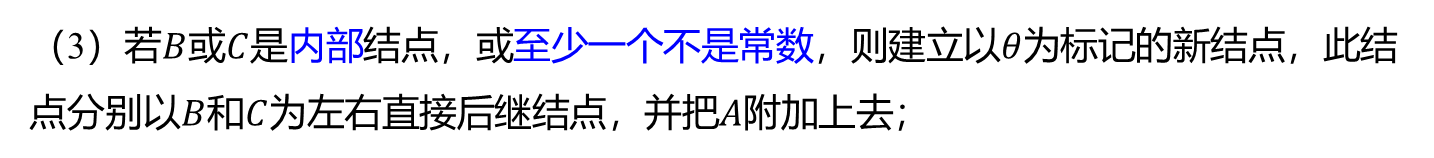 （3）若B或C是内部结点，或至少一个不是常数，则建立以θ为标记的新结点，此结
点分别以B和C为左右直接后继结点，并把A附加上去；